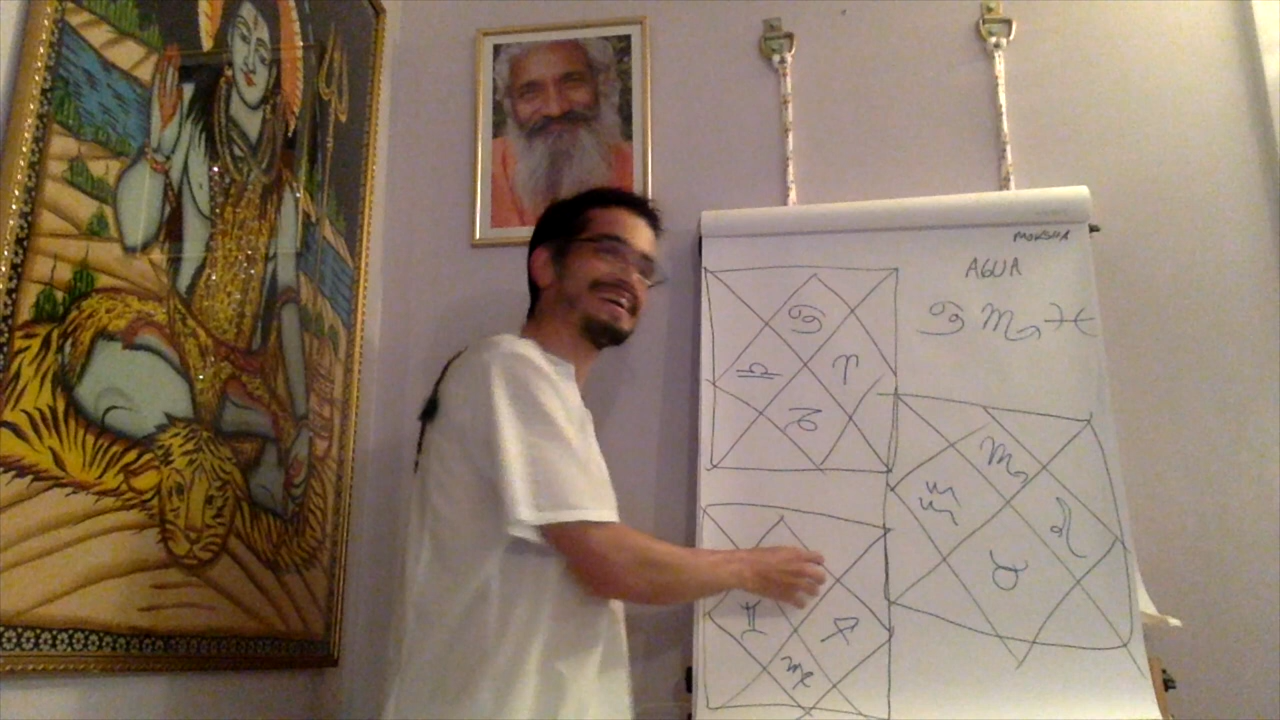 MOKSHA
AGUA
♋ ♏ ♓
♋
♎ ♈
♑
♏
♒ ♌
♉
♊ ♐
♍